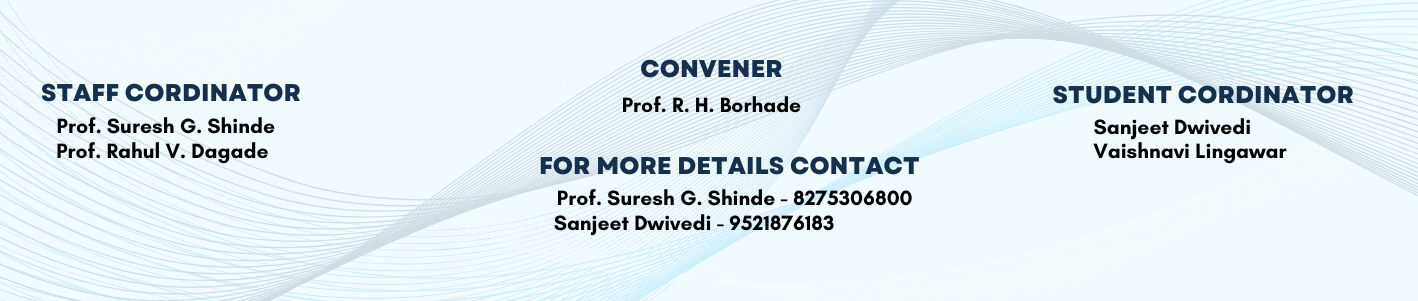 STAFF CORDINATOR
Prof. Suresh G. Shinde
Prof. Rahul V. Dagade
CONVENER
Prof. R. H. Borhade
FOR MORE DETAILS CONTACT
Prof. Suresh G. Shinde - 8275306800
Sanjeet Dwivedi - 9521876183
STUDENT CORDINATOR
Sanjeet Dwivedi
Vaishnavi Lingawar